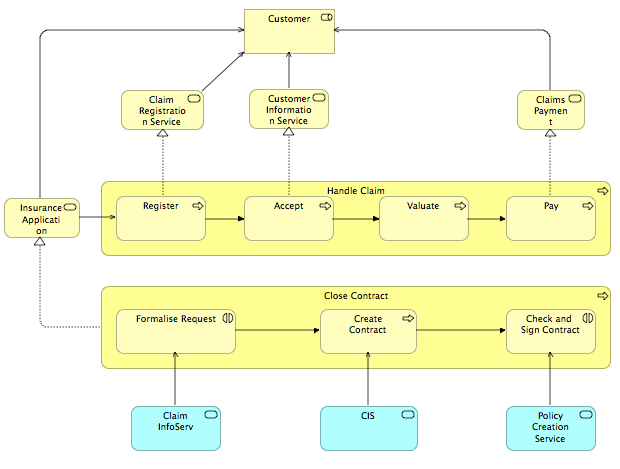 Customer
Claim
Registratio
n Service
Customer
Informatio
n Service
Claims
Paymen
t
Handle Claim
Insurance
Applicati
on
Register
Accept
Valuate
Pay
Close Contract
Formalise Request
Create
Contract
Check and
Sign Contract
Claim
InfoServ
CIS
Policy
Creation
Service